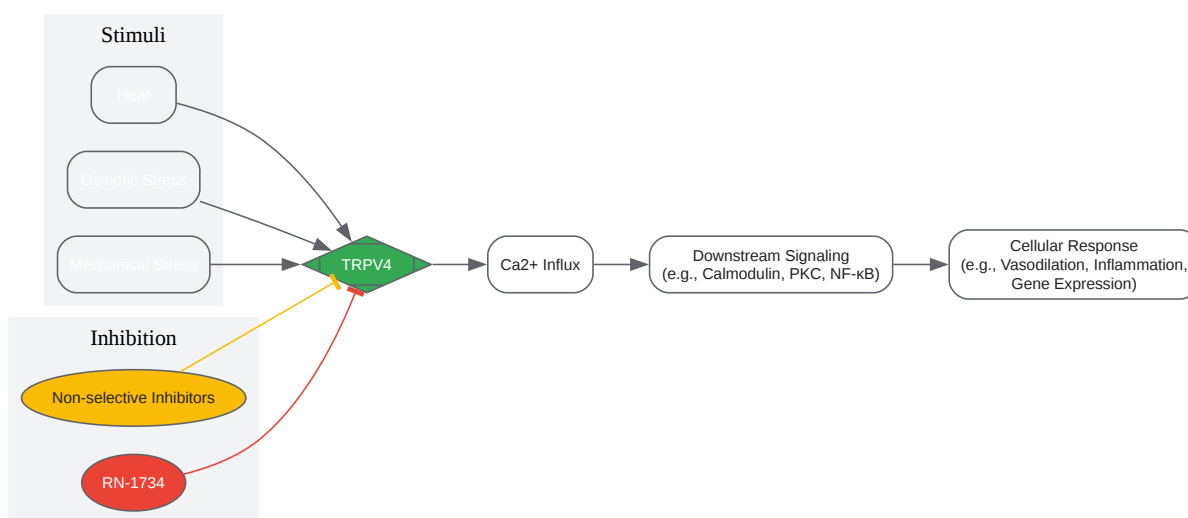 Stimuli
Heat
Osmotic Stress
Mechanical Stress
TRPV4
Ca2+ Influx
Downstream Signaling
(e.g., Calmodulin, PKC, NF-κB)
Cellular Response
(e.g., Vasodilation, Inflammation,
Gene Expression)
Inhibition
Non-selective Inhibitors
RN-1734